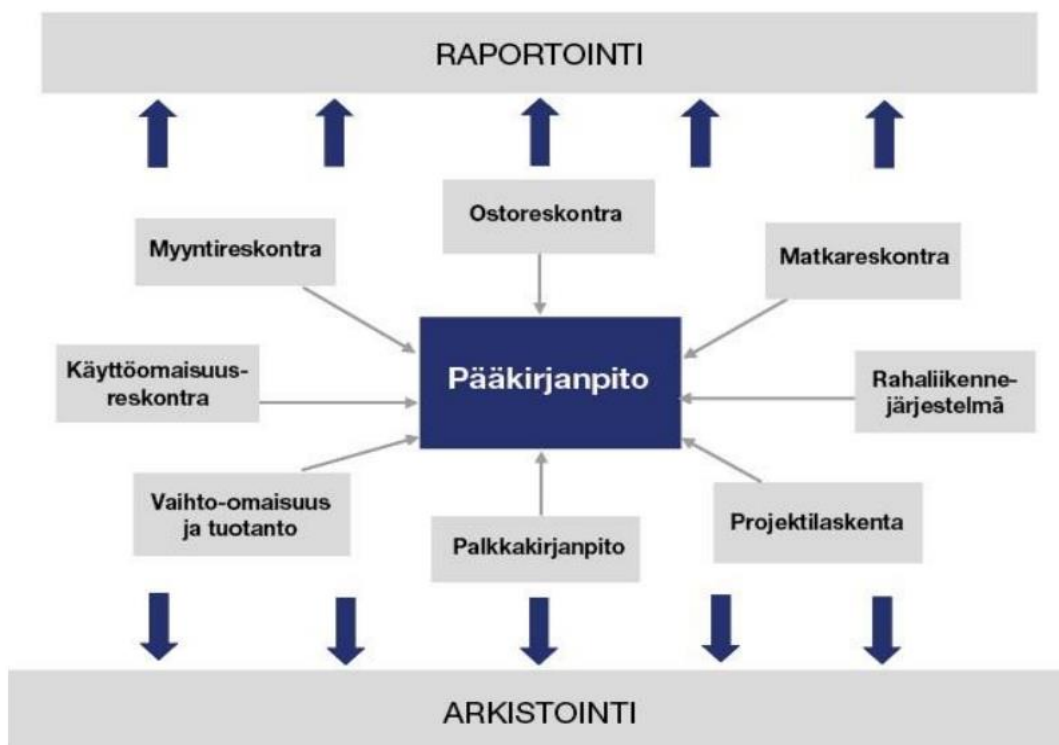 RAPORTOINTI
Ostoreskontra
Myyntireskontra
Matkareskontra
Käyttöomaisuus-
reskontra
Pääkirjanpito
Rahaliikenne-
järjestelmä
Vaihto-omaisuus
ja tuotanto
Palkkakirjanpito
Projektilaskenta
ARKISTOINTI